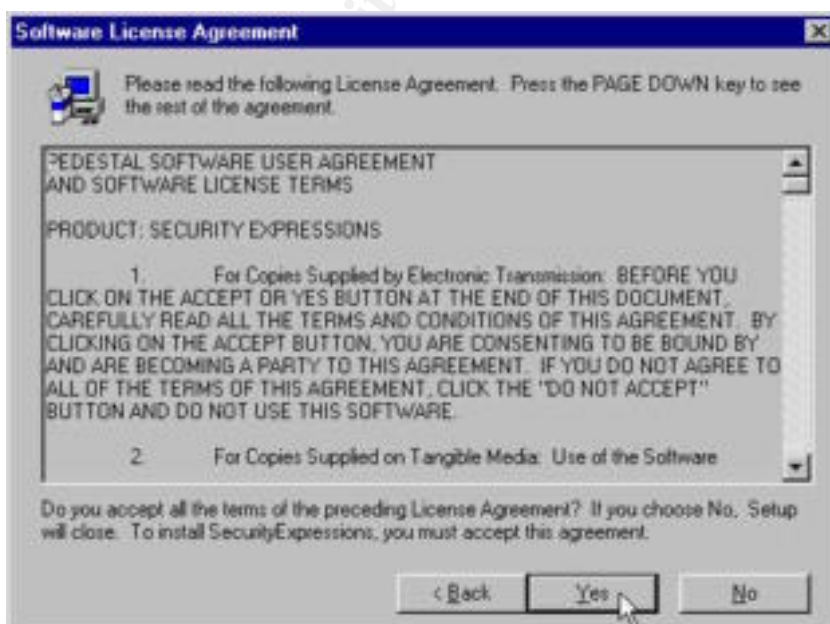 Software License Agreement
Please read the following License Agreement. Press the PAGE DOWN key to see
the rest of the agreement.
PEDESTAL SOFTWARE USER AGREEMENT
AND SOFTWARE LICENSE TERMS
PRODUCT: SECURITY EXPRESSIONS
1. For Copies Supplied by Electronic Transmission: BEFORE YOU
CLICK ON THE ACCEPT OR YES BUTTON AT THE END OF THIS DOCUMENT,
CAREFULLY READ ALL THE TERMS AND CONDITIONS OF THIS AGREEMENT. BY
CLICKING ON THE ACCEPT BUTTON, YOU ARE CONSENTING TO BE BOUND BY
AND ARE BECOMING A PARTY TO THIS AGREEMENT. IF YOU DO NOT AGREE TO
ALL OF THE TERMS OF THIS AGREEMENT, CLICK THE "DO NOT ACCEPT"
BUTTON AND DO NOT USE THIS SOFTWARE.
2. For Copies Supplied on Tangible Media: Use of the Software
Do you accept all the terms of the preceding License Agreement? If you choose No, Setup
will close. To install SecurityExpressions, you must accept this agreement.
< Back Yes No